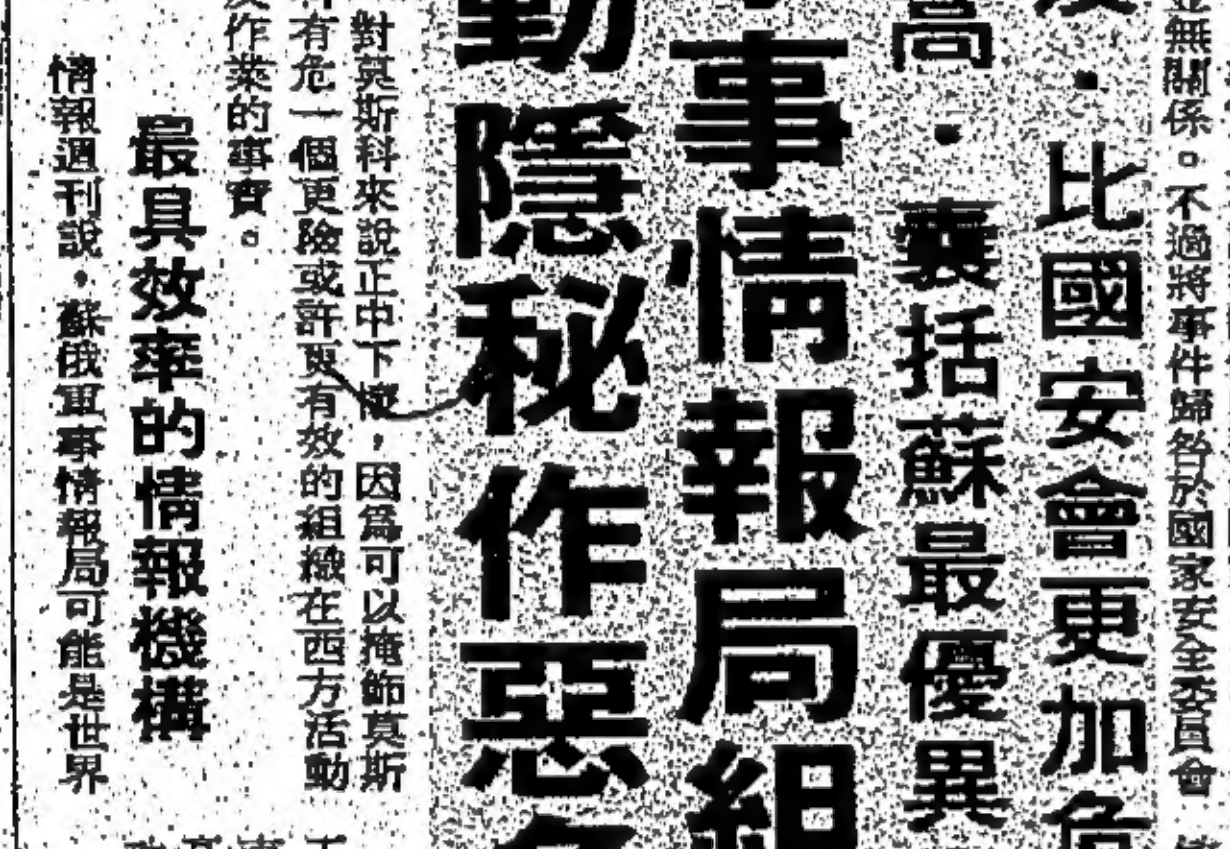 並無關係。不過將事件歸咎於國家安全委員會
・比國安會更加危
高・囊括蘇最優異
事情報局組
動隱秘作惡
對莫斯科來說正中下懷,因爲可以掩飾莫斯
有危一個更險或許更有效的組織在西方活動
作業的事實。
最具效率的情報機構
情報週刊說,蘇俄軍事情報局可能是世界